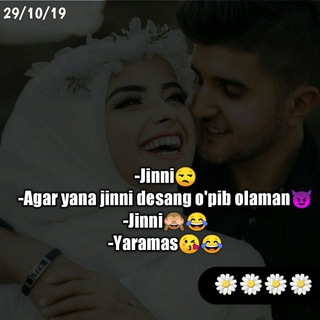 29/10/19
-Jinni😒
-Agar yana jinni desang o'pib olaman😈
-Jinni🙈😂
-Yaramas😘😂